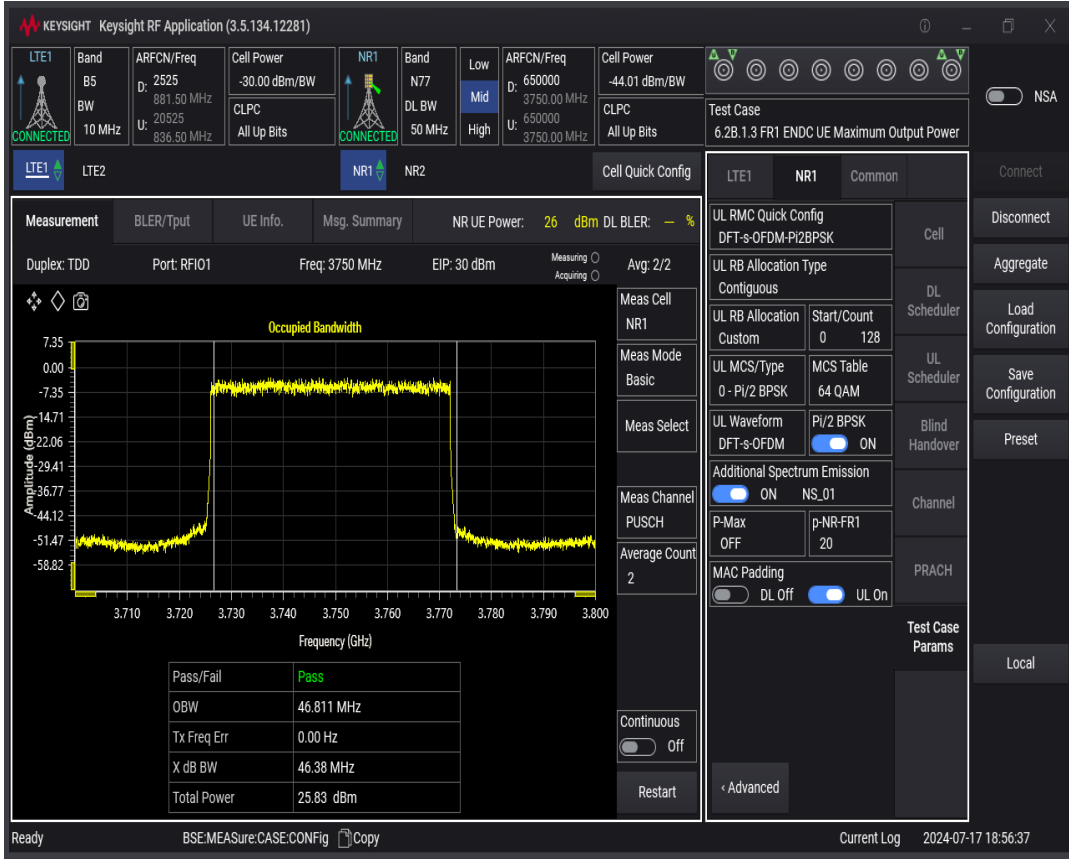 KEYSIGHT Keysight RF Application (3.5.134.12281)
LTE1 Band ARFCN/Freq Cell Power NR1 Band Low ARFCN/Freq Cell Power
B5 D: 2525 -30.00 dBm/BW N77 D: 650000 -44.01 dBm/BW
881.50 MHz 3750.00 MHz
BW CLPC DL BW Mid CLPC
U: 20525 U: 650000
CONNECTED 10 MHz 836.50 MHz All Up Bits CONNECTED 50 MHz High 3750.00 MHz All Up Bits
A B A B
Test Case
6.2B.1.3 FR1 ENDC UE Maximum Output Power
NSA
LTE1 LTE2 NR1 NR2 Cell Quick Config
LTE1 NR1 Common
Connect
Measurement BLER/Tput UE Info. Msg. Summary NR UE Power: 26 dBm DL BLER: — %
Duplex: TDD Port: RFIO1 Freq: 3750 MHz EIP: 30 dBm Measuring Avg: 2/2
Acquiring
Occupied Bandwidth
Amplitude (dBm)
7.35
0.00
-7.35
-14.71
-22.06
-29.41
-36.77
-44.12
-51.47
-58.82
3.710 3.720 3.730 3.740 3.750 3.760 3.770 3.780 3.790 3.800
Frequency (GHz)
Pass/Fail Pass
OBW 46.811 MHz
Tx Freq Err 0.00 Hz
X dB BW 46.38 MHz
Total Power 25.83 dBm
Meas Cell
NR1
Meas Mode
Basic
Meas Select
Meas Channel
PUSCH
Average Count
2
Continuous
Off
Restart
UL RMC Quick Config
DFT-s-OFDM-Pi2BPSK
UL RB Allocation Type
Contiguous
UL RB Allocation Start/Count
Custom 0 128
UL MCS/Type MCS Table
0 - Pi/2 BPSK 64 QAM
UL Waveform Pi/2 BPSK
DFT-s-OFDM ON
Additional Spectrum Emission
ON NS_01
P-Max p-NR-FR1
OFF 20
MAC Padding
DL Off UL On
‹ Advanced
Cell
DL
Scheduler
UL
Scheduler
Blind
Handover
Channel
PRACH
Test Case
Params
Disconnect
Aggregate
Load
Configuration
Save
Configuration
Preset
Local
Ready BSE:MEASure:CASE:CONFig Copy Current Log 2024-07-17 18:56:37